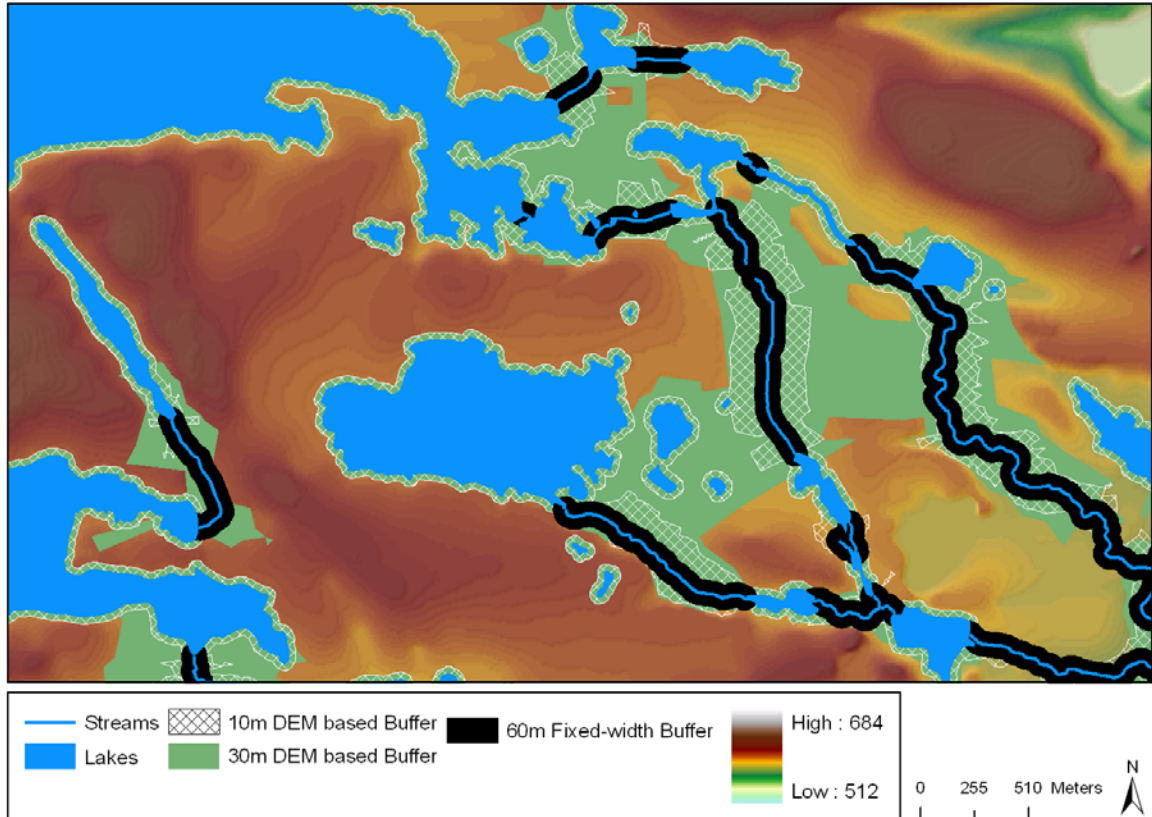 Streams
Lakes
10m DEM based Buffer
30m DEM based Buffer
60m Fixed-width Buffer
High : 684
Low : 512
0 255 510 Meters
N